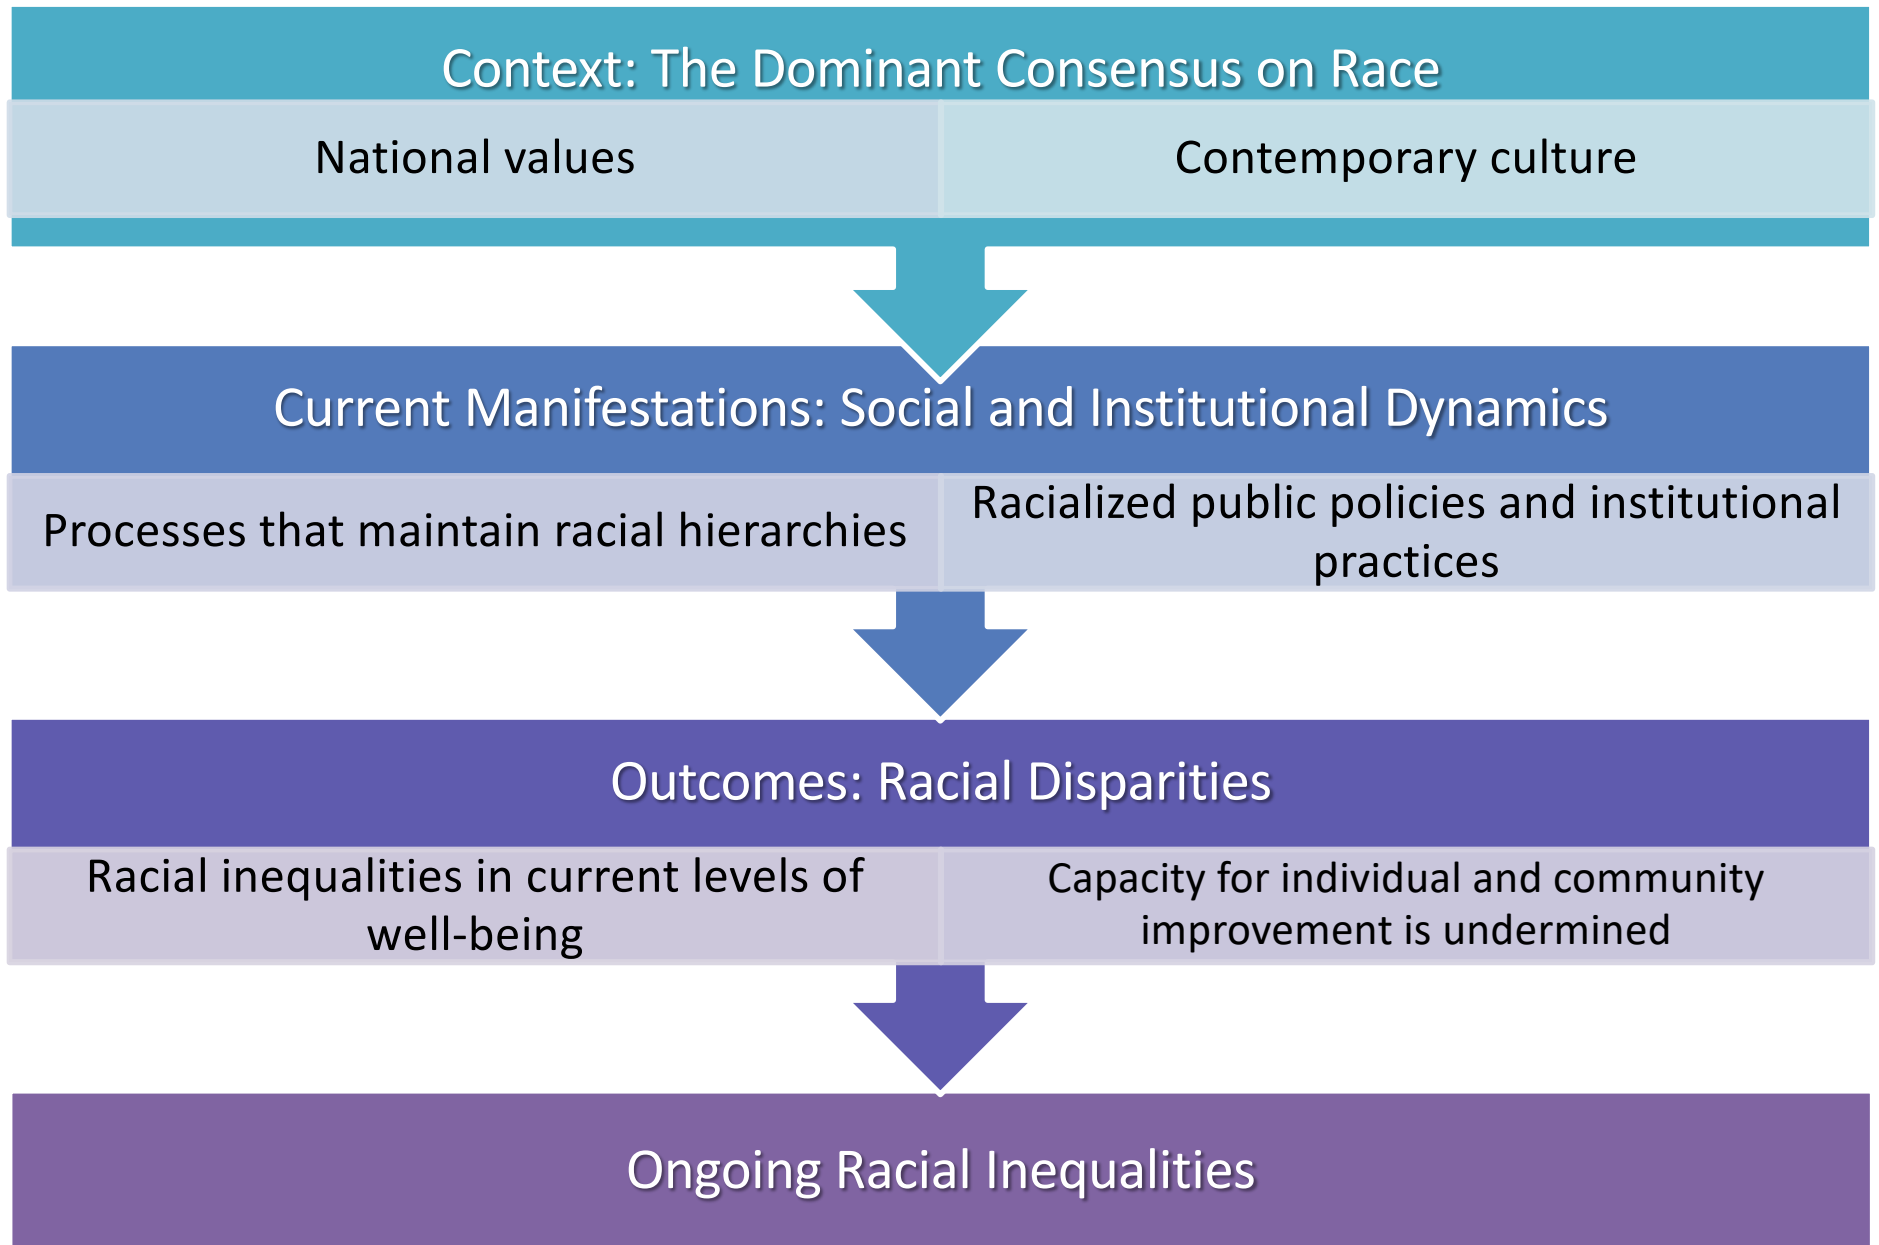 Context: The Dominant Consensus on Race
National values
Contemporary culture
Current Manifestations: Social and Institutional Dynamics
Processes that maintain racial hierarchies
Racialized public policies and institutional
practices
Outcomes: Racial Disparities
Racial inequalities in current levels of
well-being
Capacity for individual and community
improvement is undermined
Ongoing Racial Inequalities